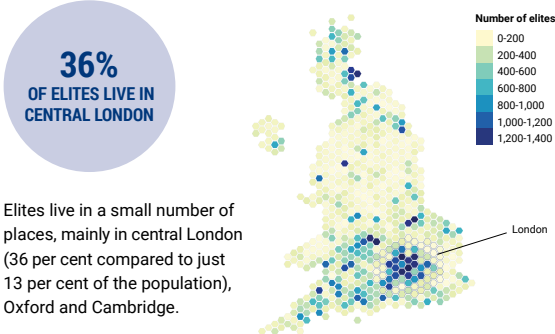 36%
OF ELITES LIVE IN
CENTRAL LONDON
Elites live in a small number of
places, mainly in central London
(36 per cent compared to just
13 per cent of the population),
Oxford and Cambridge.
Number of elites
0-200
200-400
400-600
600-800
800-1,000
1,000-1,200
1,200-1,400
London